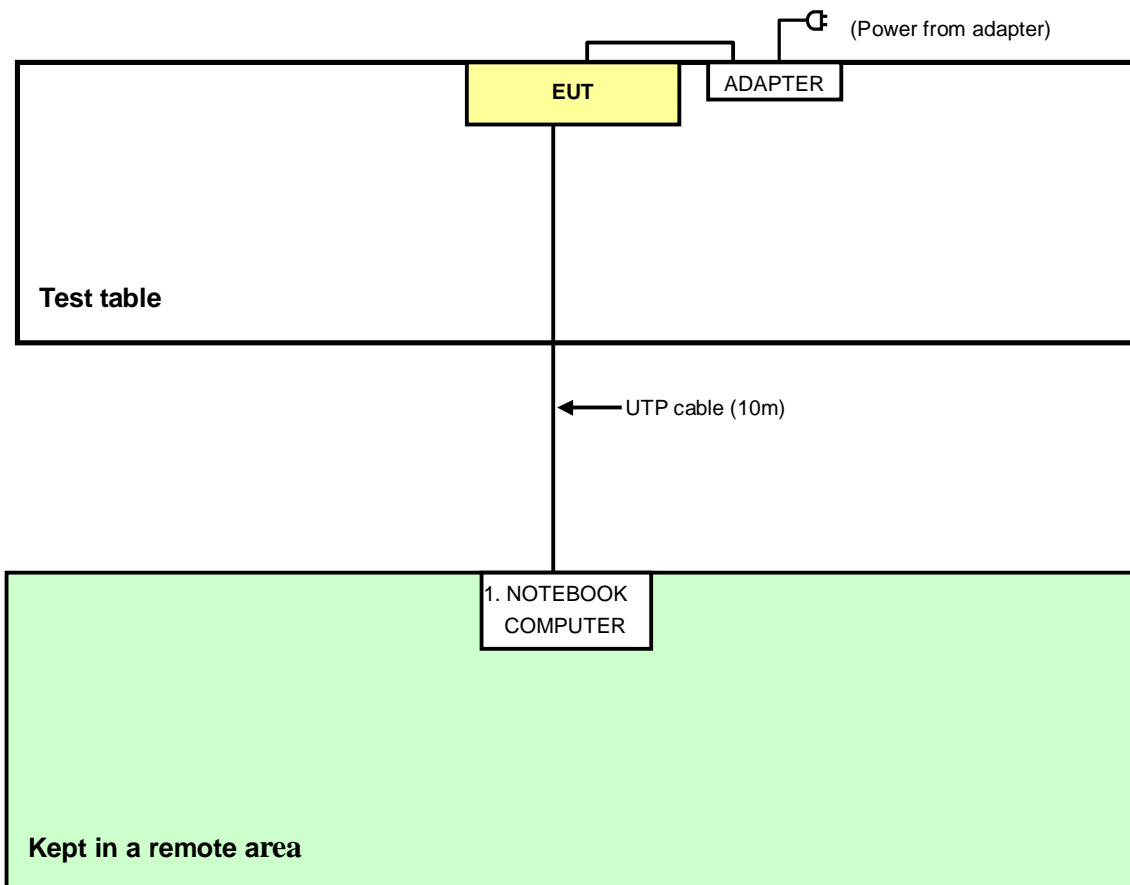 (Power from adapter)
EUT
ADAPTER
Test table
UTP cable (10m)
1. NOTEBOOK
COMPUTER
Kept in a remote area